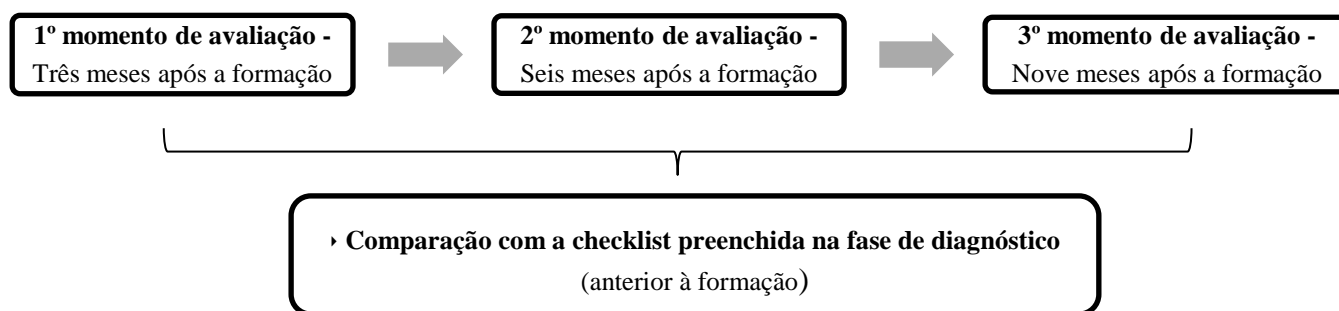 1º momento de avaliação -
Três meses após a formação
2º momento de avaliação -
Seis meses após a formação
3º momento de avaliação -
Nove meses após a formação
‣ Comparação com a checklist preenchida na fase de diagnóstico
(anterior à formação)